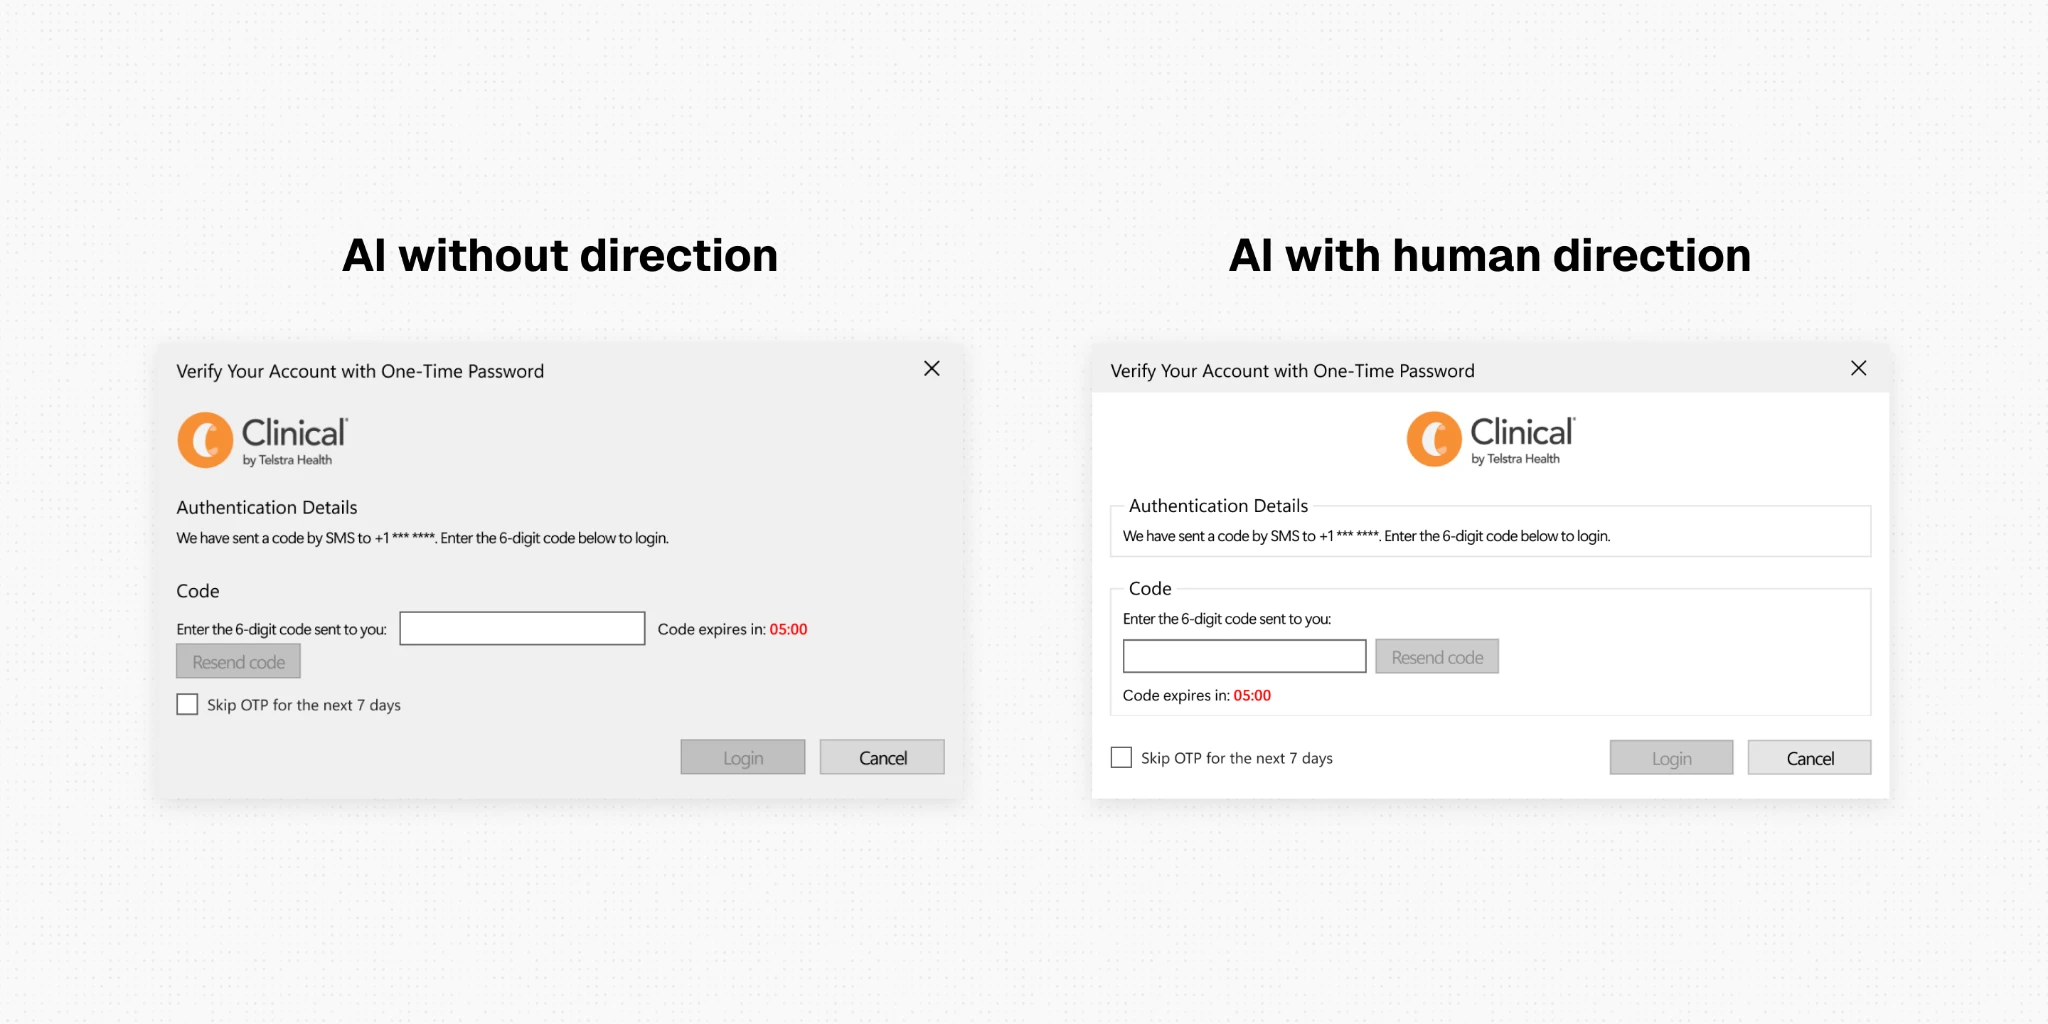 AI without direction
Verify Your Account with One-Time Password
Clinical
by Telstra Health
Authentication Details
We have sent a code by SMS to +1 *** ****. Enter the 6-digit code below to login.
Code
Enter the 6-digit code sent to you: Code expires in: 05:00
Resend code
Skip OTP for the next 7 days
Login Cancel
AI with human direction
Verify Your Account with One-Time Password
Clinical
by Telstra Health
Authentication Details
We have sent a code by SMS to +1 *** ****. Enter the 6-digit code below to login.
Code
Enter the 6-digit code sent to you:
Resend code
Code expires in: 05:00
Skip OTP for the next 7 days Login Cancel